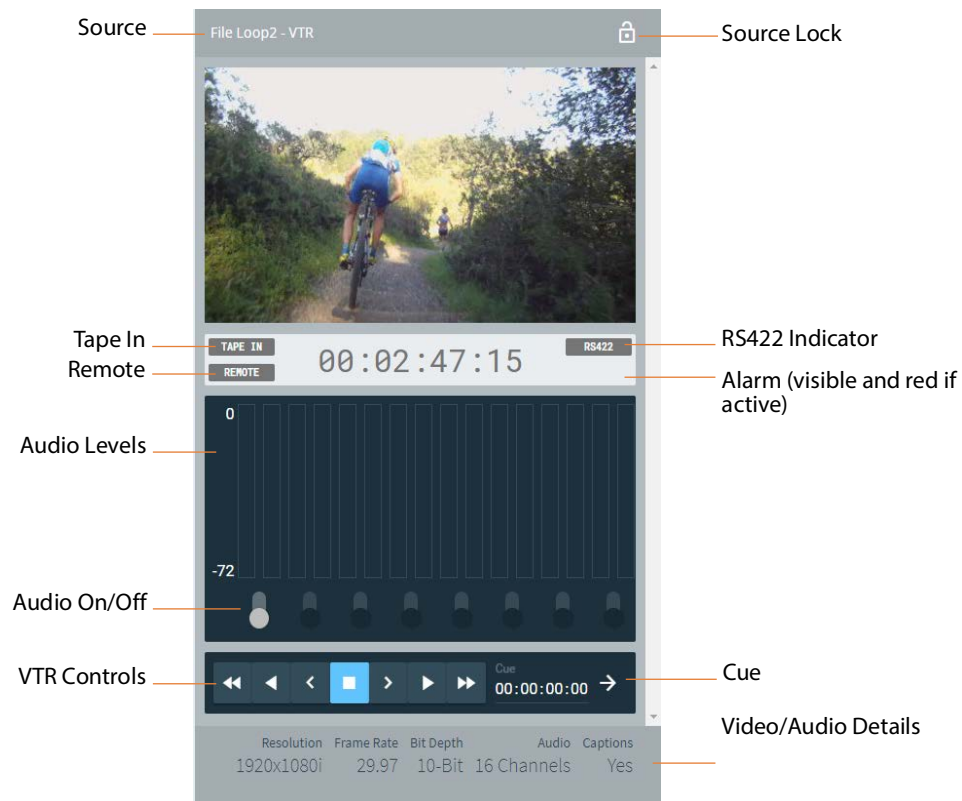 Source
File Loop2 - VTR
Source Lock
Tape In
TAPE IN
00:02:47:15
RS422
RS422 Indicator
Remote
REMOTE
Alarm (visible and red if
active)
Audio Levels
0
-72
Audio On/Off
VTR Controls
Cue
00:00:00:00
Cue
Video/Audio Details
Resolution Frame Rate Bit Depth Audio Captions
1920x1080i 29.97 10-Bit 16 Channels Yes